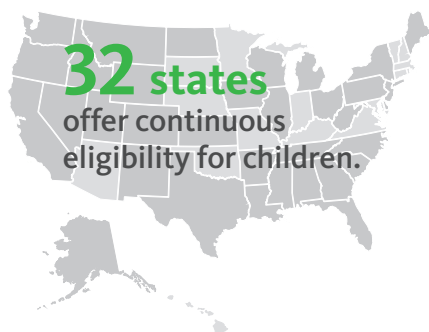 32 states
offer continuous
eligibility for children.